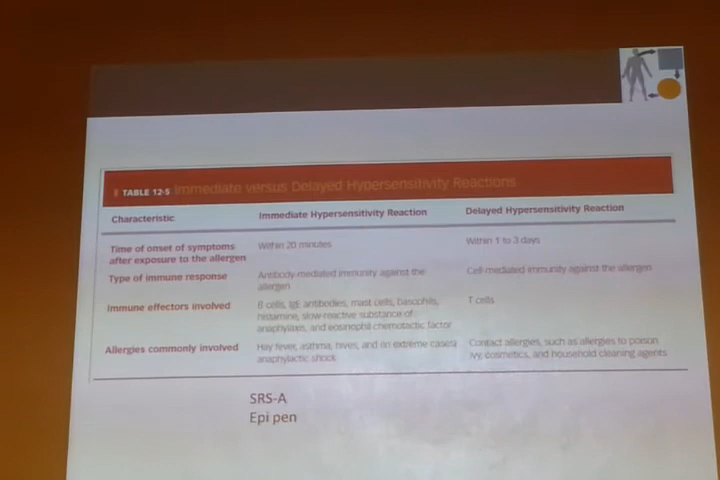 TABLE 12-5 Immediate versus Delayed Hypersensitivity Reactions
Characteristic Immediate Hypersensitivity Reaction Delayed Hypersensitivity Reaction
Time of onset of symptoms Within 20 minutes Within 1 to 3 days
after exposure to the allergen
Type of immune response Antibody-mediated immunity against the Cell-mediated immunity against the allergen
allergen
Immune effectors involved B cells, IgE antibodies, mast cells, basophils, T cells
histamine, slow-reactive substance of
anaphylaxis, and eosinophil chemotactic factor
Allergies commonly involved Hay fever, asthma, hives, and (in extreme cases) Contact allergies, such as allergies to poison
anaphylactic shock ivy, cosmetics, and household cleaning agents
SRS-A
Epi pen